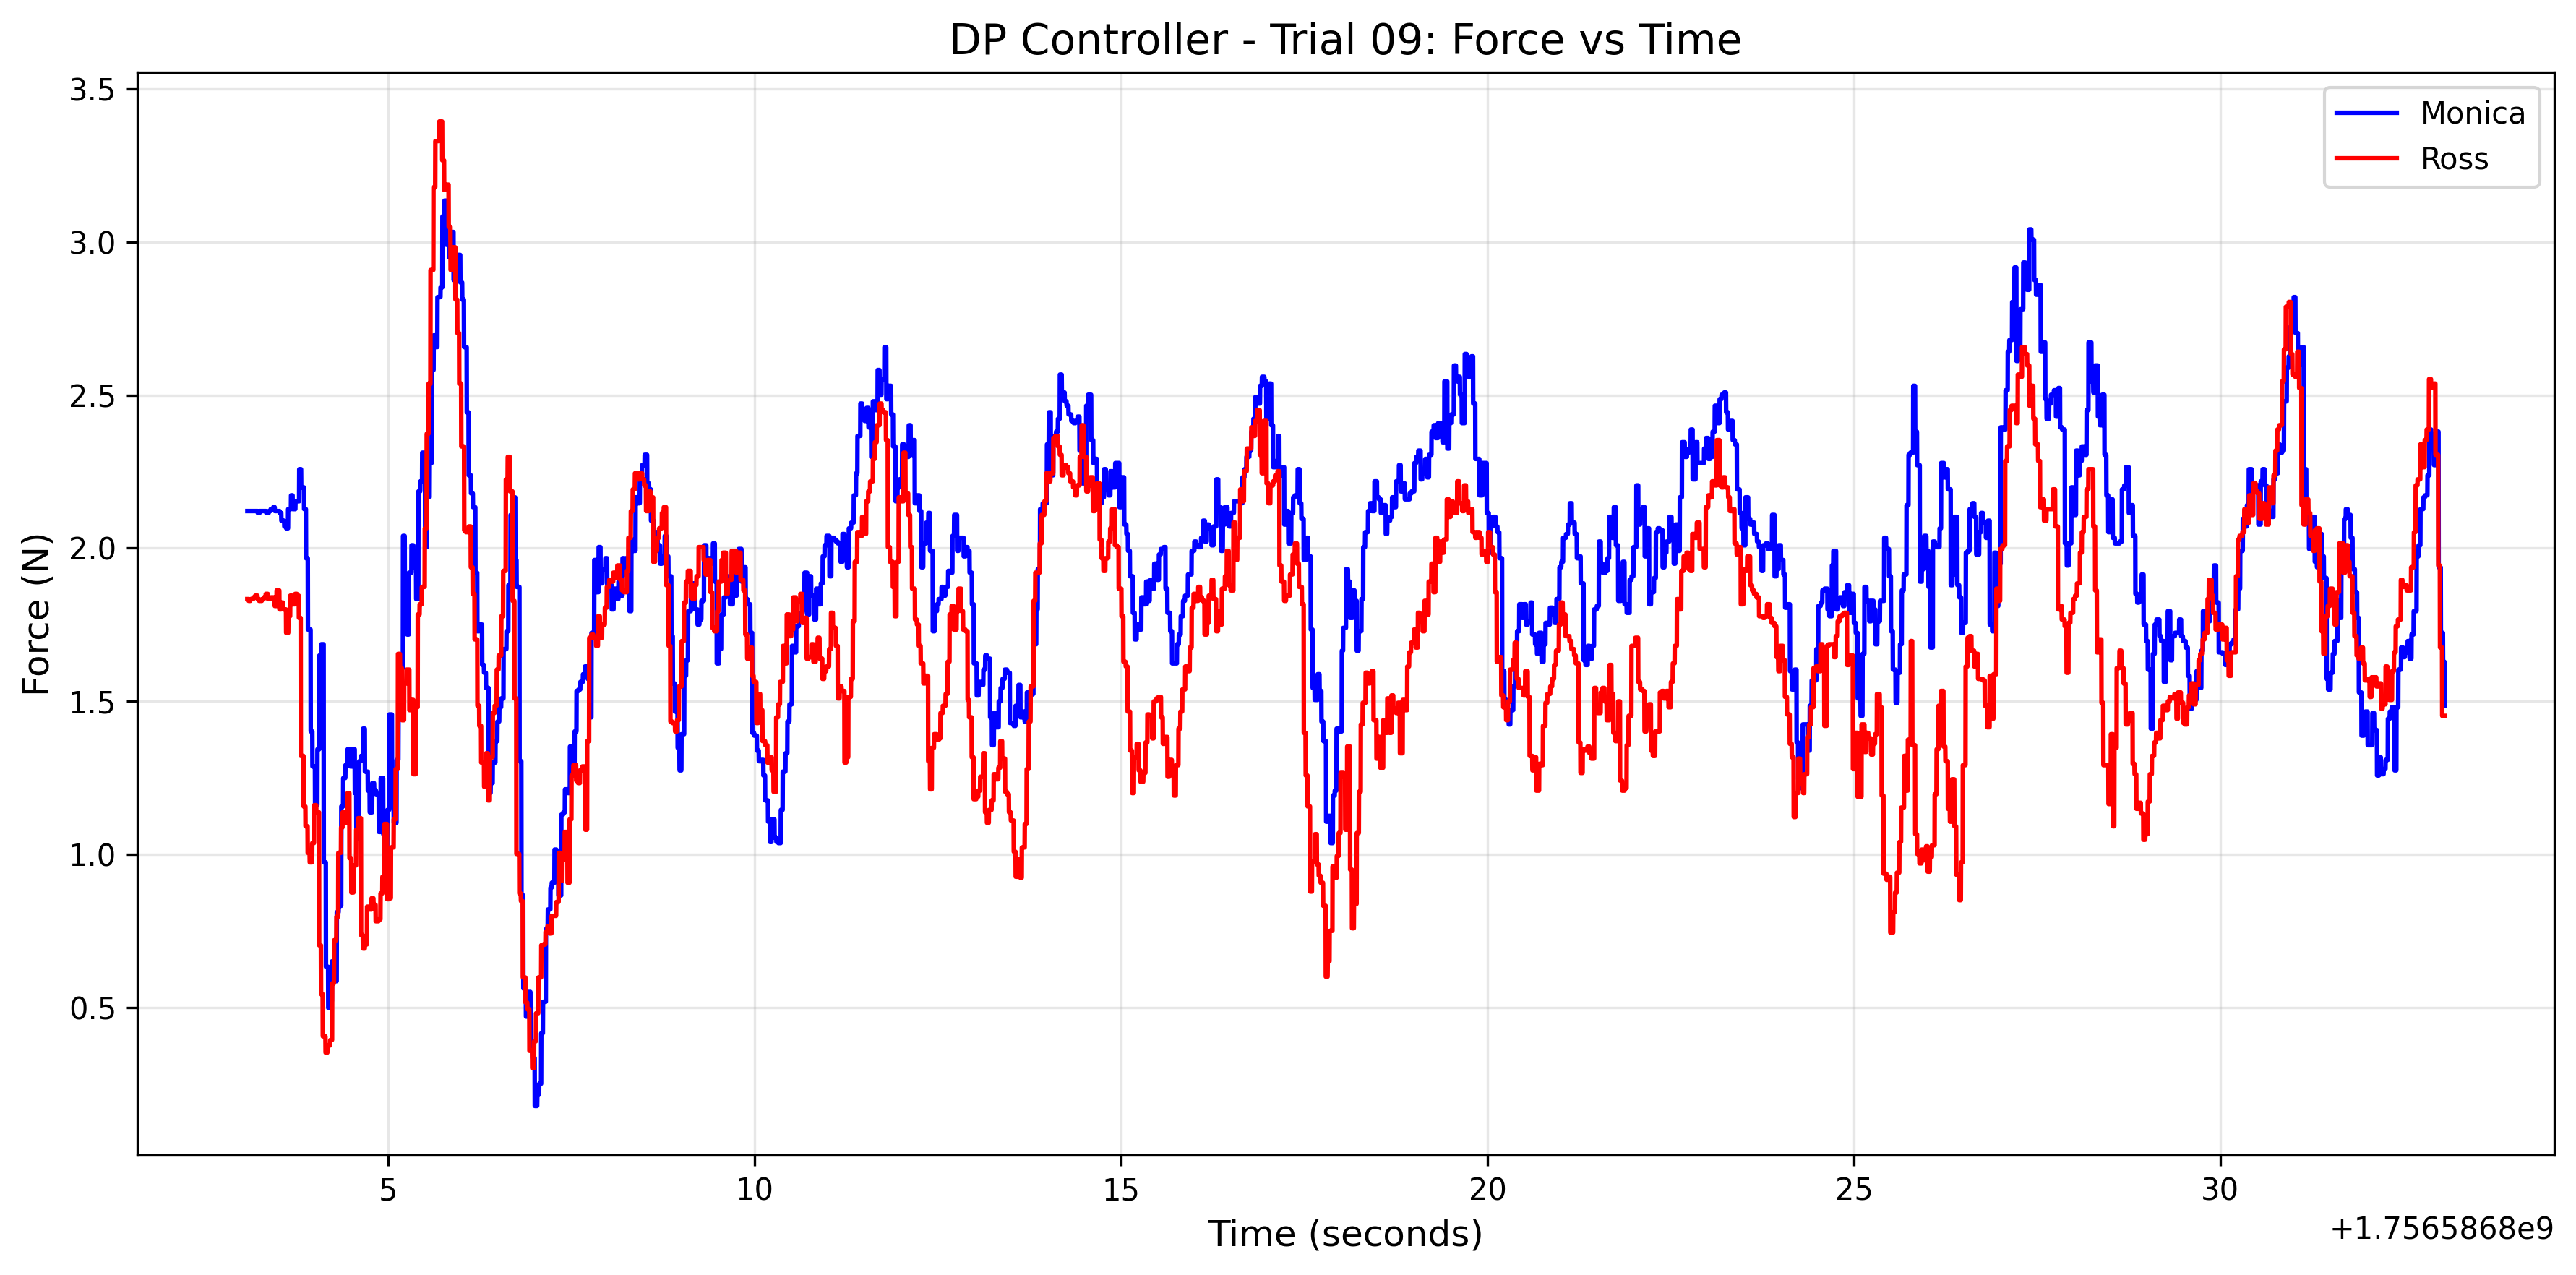 DP Controller - Trial 09: Force vs Time
Monica
Ross
Force (N)
3.5
3.0
2.5
2.0
1.5
1.0
0.5
5
10
15
20
25
30
Time (seconds)
+1.7565868e9